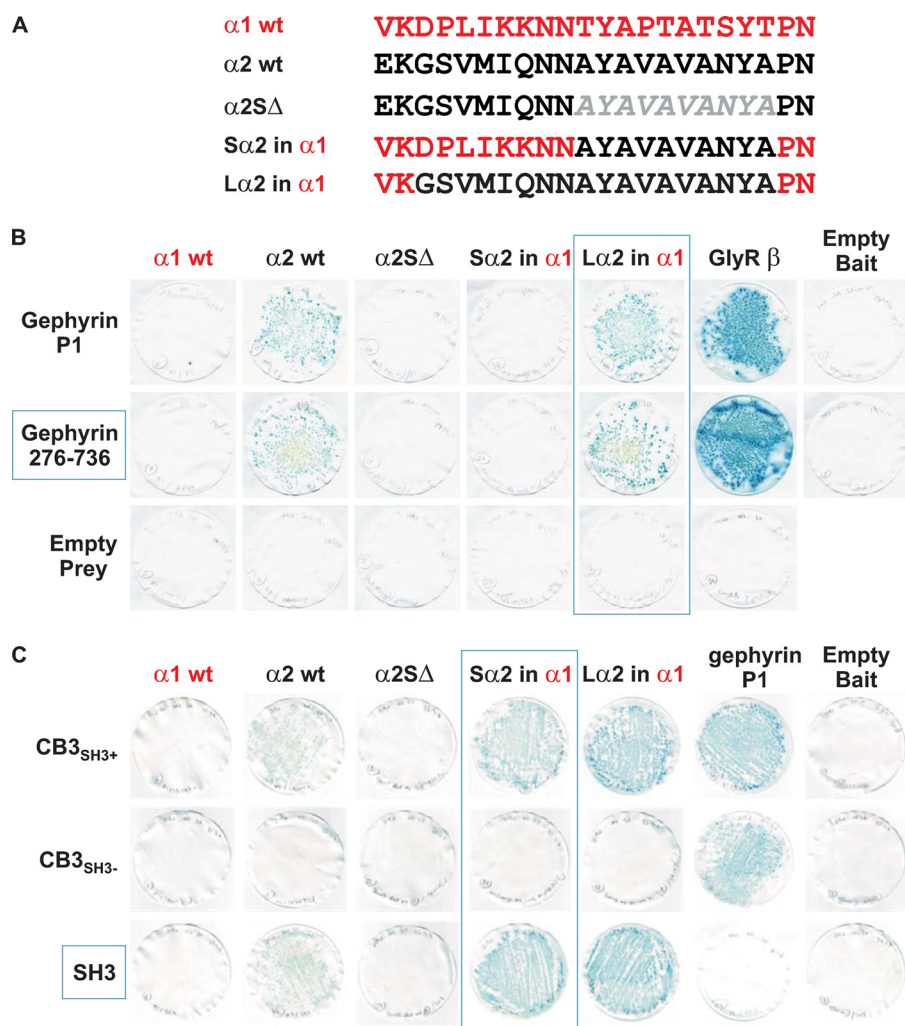 A
α1 wt VKDPLIKKNNTYAPTATSYTPN
α2 wt EKGSVMIQNNAYAVAVANYAPN
α2SΔ EKGSVMIQNNAYAVAVANYAPN
Sα2 in α1 VKDPLIKKNNAYAVAVANYAPN
Lα2 in α1 VKGSVMIQNNAYAVAVANYAPN
B
α1 wt α2 wt α2SΔ Sα2 in α1 Lα2 in α1 GlyR β Empty Bait
Gephyrin P1
Gephyrin 276-736
Empty Prey
C
α1 wt α2 wt α2SΔ Sα2 in α1 Lα2 in α1 gephyrin P1 Empty Bait
CB3SH3+
CB3SH3-
SH3